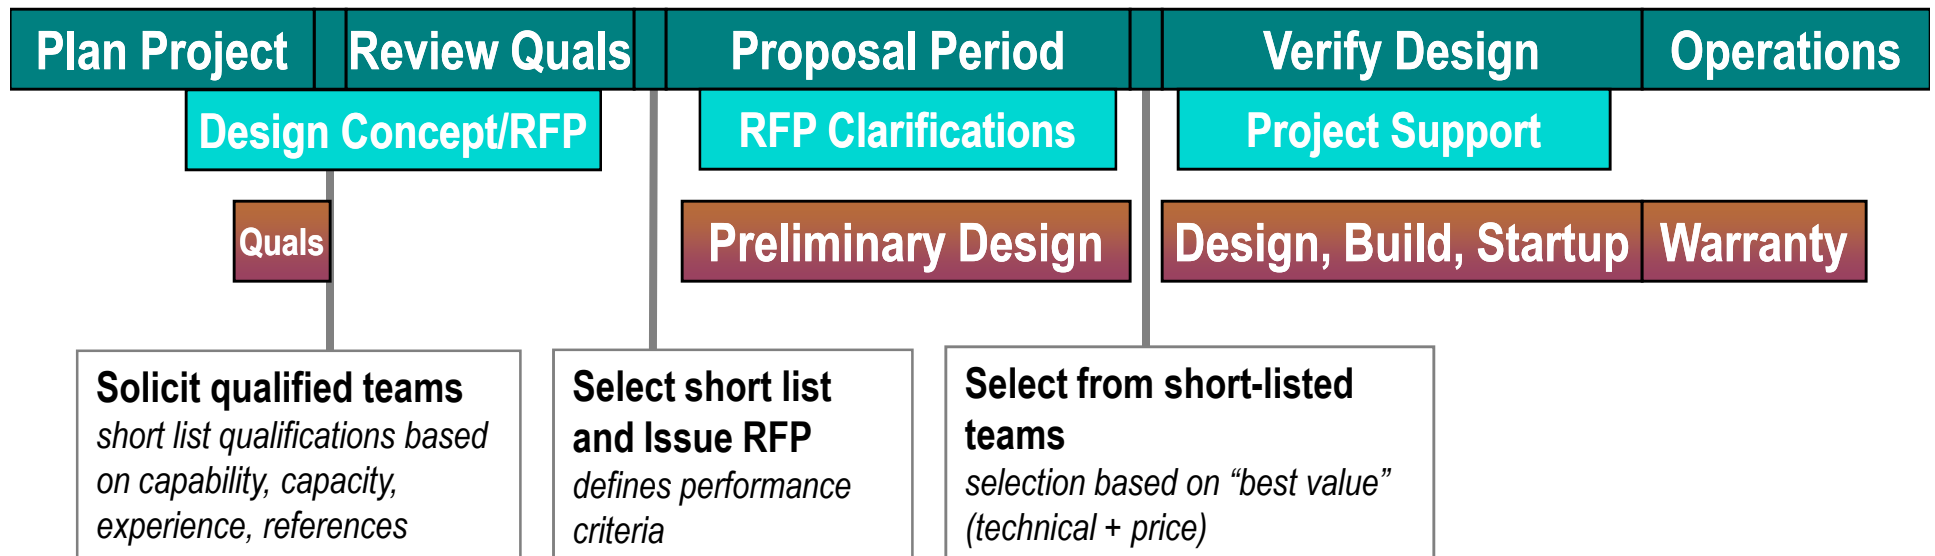 Plan Project
Review Quals
Proposal Period
Verify Design
Operations
Design Concept/RFP
RFP Clarifications
Project Support
Quals
Preliminary Design
Design, Build, Startup
Warranty
Solicit qualified teams
short list qualifications based
on capability, capacity,
experience, references
Select short list
and Issue RFP
defines performance
criteria
Select from short-listed
teams
selection based on “best value”
(technical + price)